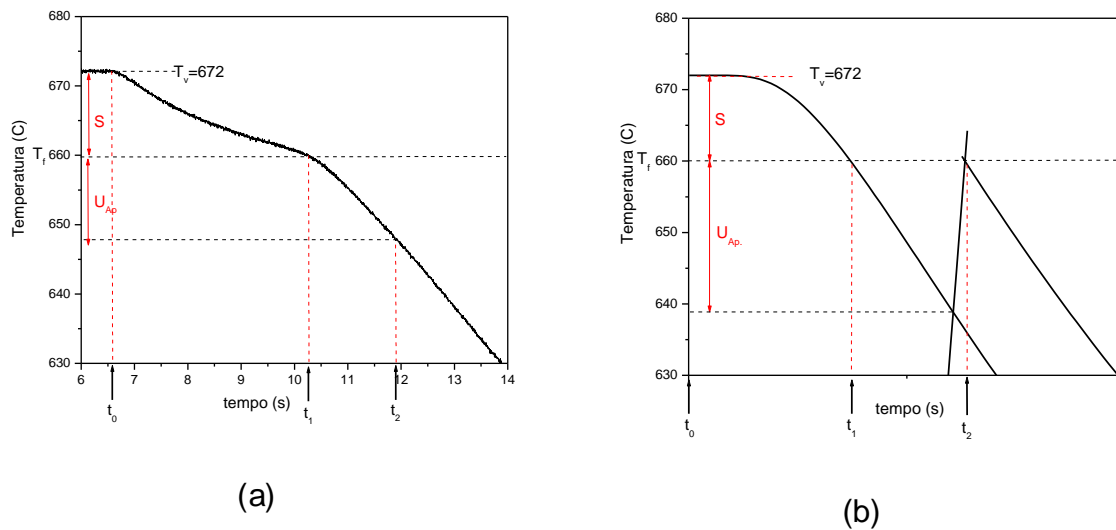 680
670
660
650
640
630
Temperatura (C)
T_v=672
S
T_f
U_Ap
6 7 8 9 10 11 12 13 14
tempo (s)
t_0 t_1 t_2
(a)
680
670
660
650
640
630
Temperatura (C)
T_v=672
S
T_f
U_Ap.
tempo (s)
t_0 t_1 t_2
(b)